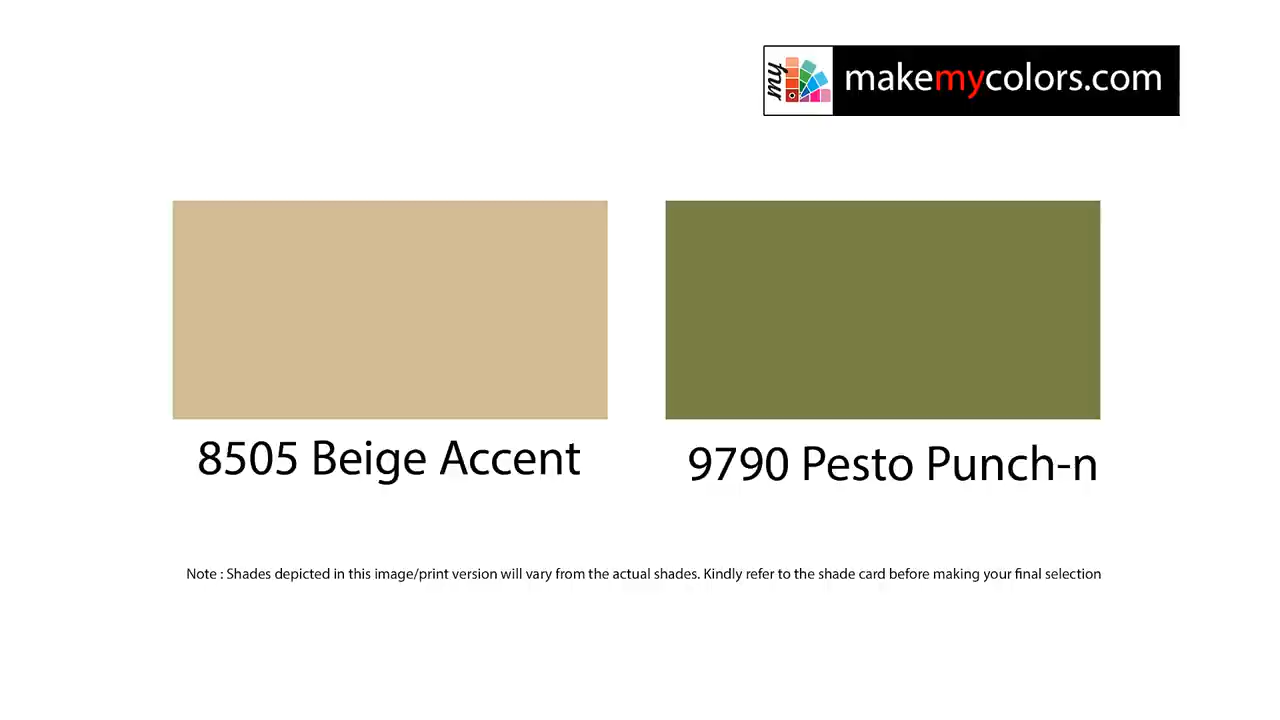 my
makemycolors.com
8505 Beige Accent
9790 Pesto Punch-n
Note : Shades depicted in this image/print version will vary from the actual shades. Kindly refer to the shade card before making your final selection